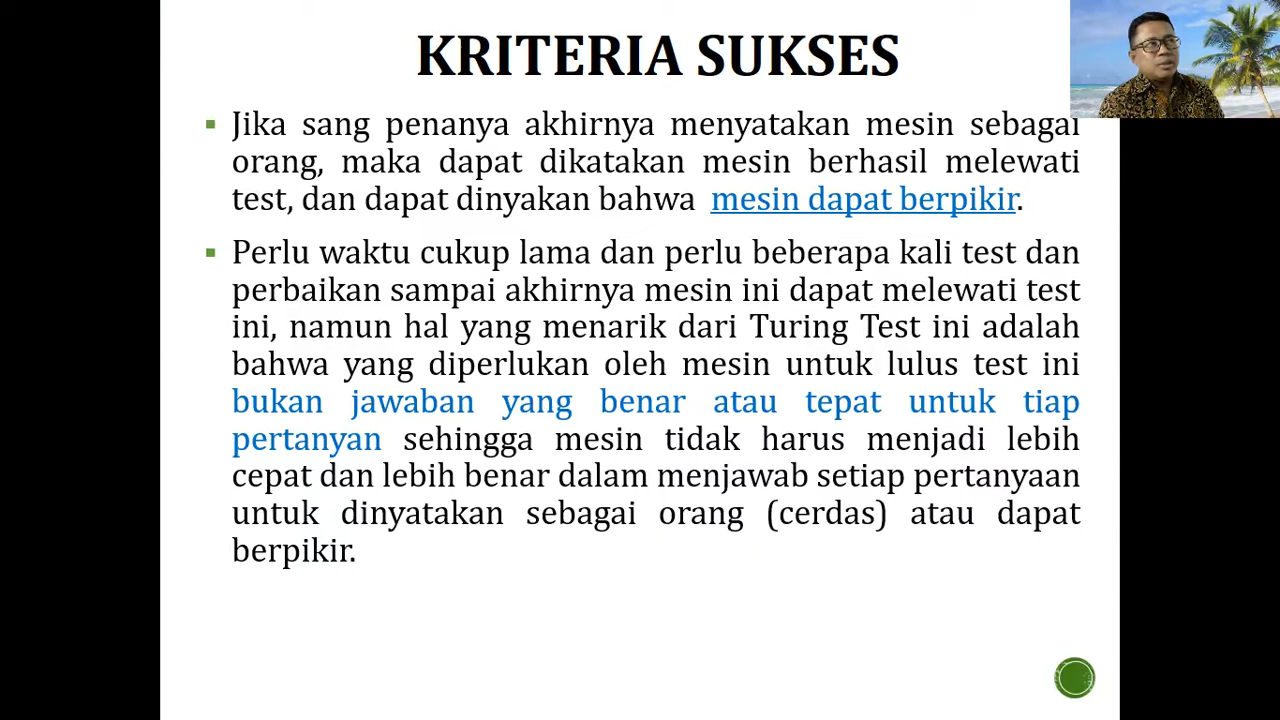 KRITERIA SUKSES
▪ Jika sang penanya akhirnya menyatakan mesin sebagai
orang, maka dapat dikatakan mesin berhasil melewati
test, dan dapat dinyakan bahwa mesin dapat berpikir.
▪ Perlu waktu cukup lama dan perlu beberapa kali test dan
perbaikan sampai akhirnya mesin ini dapat melewati test
ini, namun hal yang menarik dari Turing Test ini adalah
bahwa yang diperlukan oleh mesin untuk lulus test ini
bukan jawaban yang benar atau tepat untuk tiap
pertanyan sehingga mesin tidak harus menjadi lebih
cepat dan lebih benar dalam menjawab setiap pertanyaan
untuk dinyatakan sebagai orang (cerdas) atau dapat
berpikir.